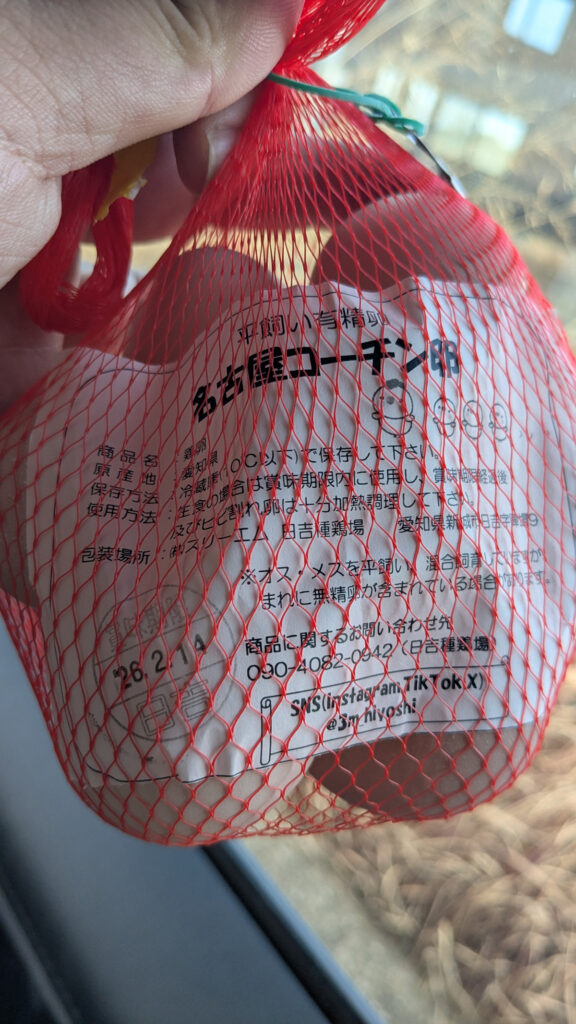 平飼い有精卵
名古屋コーチン卵
商品名 : 鶏卵
原産地 : 愛知県
保存方法 : 冷蔵庫(10℃以下)で保存して下さい。
使用方法 : 生食の場合は賞味期限内に使用し、賞味期限経過後
及びヒビ割れ卵は十分加熱調理して下さい。
包装場所 : ㈱スリーエム 日吉種鶏場 愛知県新城市日吉
※オス・メスを平飼い、混合飼育していますが
まれに無精卵が含まれている場合があります。
賞味期限
26.2.14
日吉
商品に関するお問い合わせ先
090-4082-0942 (日吉種鶏場)
SNS(Instagram TikTok X)
@3m hiyoshi